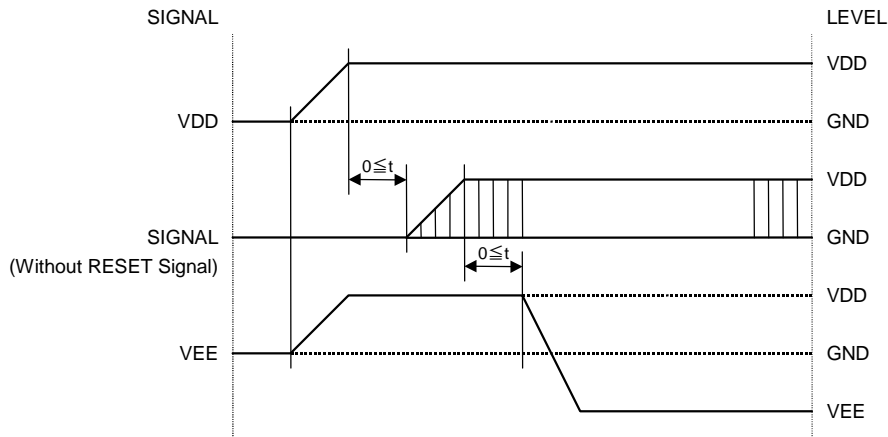 SIGNAL LEVEL
VDD
VDD GND
0≦t VDD
SIGNAL GND
(Without RESET Signal) 0≦t
VDD
VEE GND
VEE